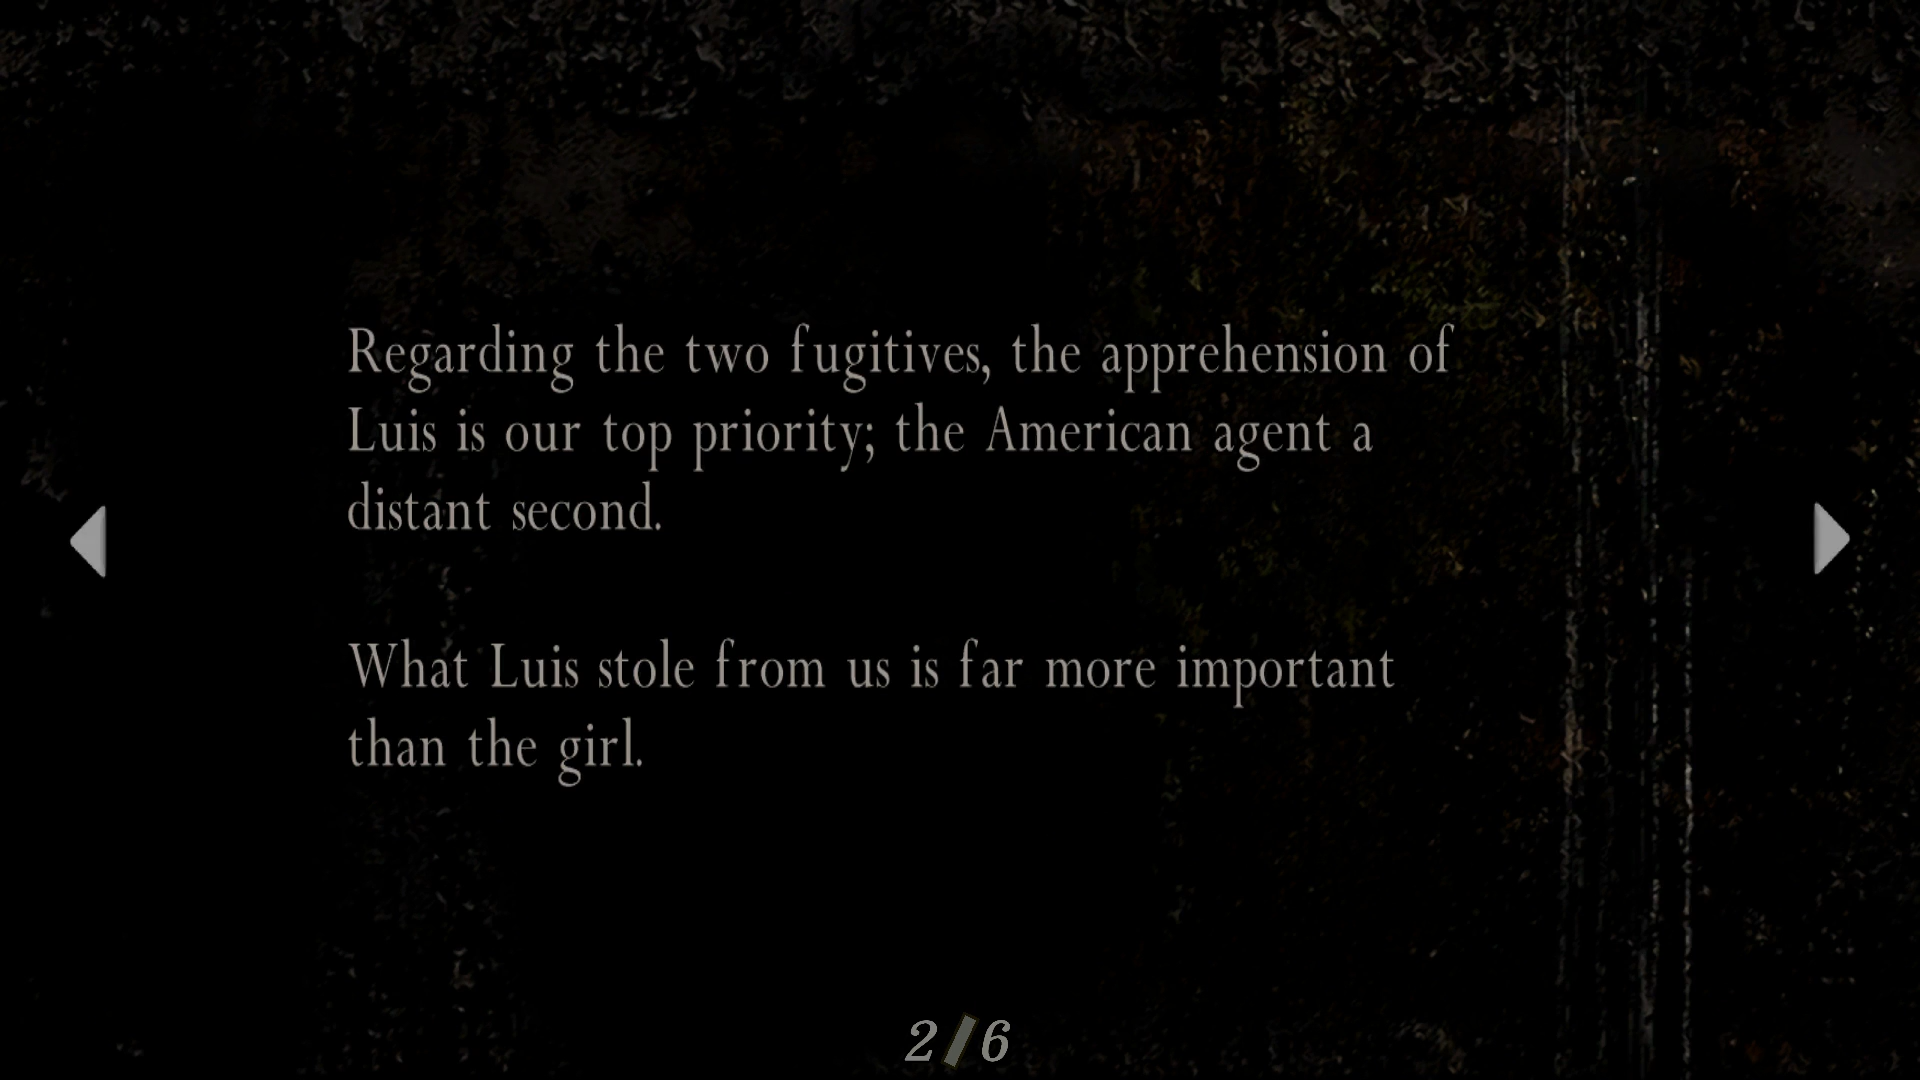 Regarding the two fugitives, the apprehension of
Luis is our top priority; the American agent a
distant second.
What Luis stole from us is far more important
than the girl.
2/6